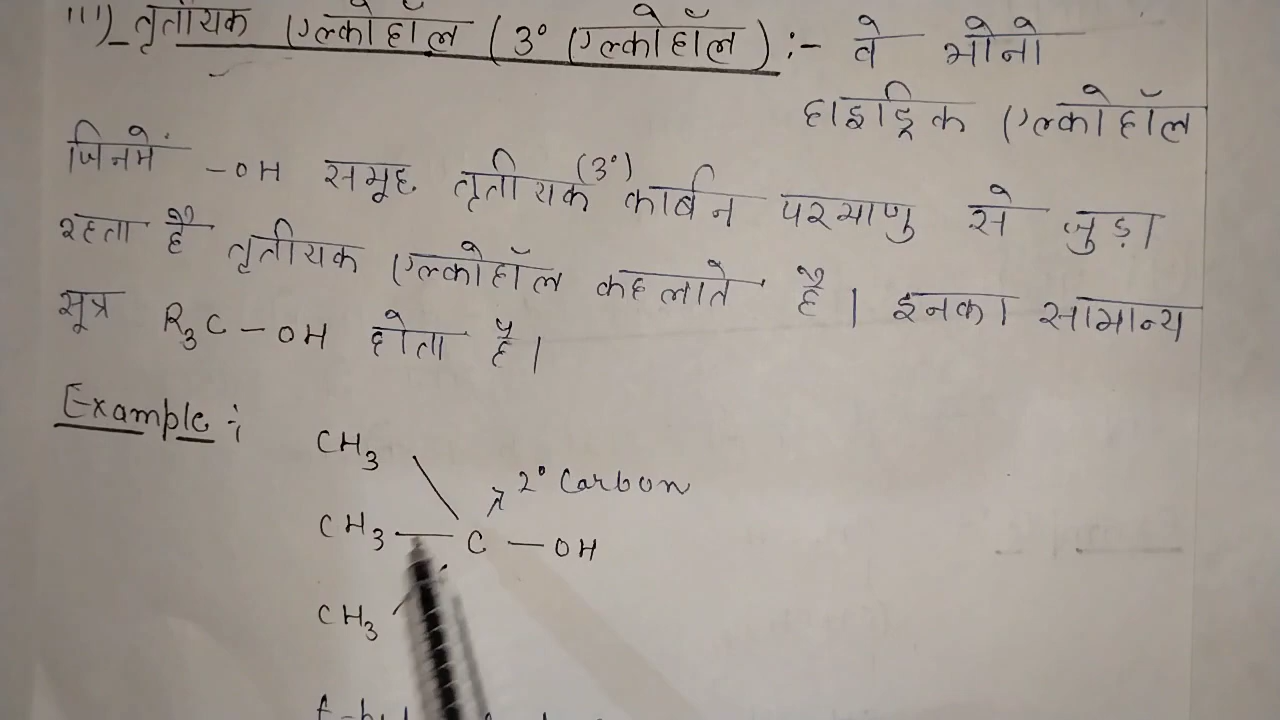 111) तृतीयक एल्कोहॉल (3° एल्कोहॉल) :- वे मोनो
हाइड्रिक एल्कोहॉल
जिनमें -OH समूह तृतीयक (3°) कार्बन परमाणु से जुड़ा
रहता है तृतीयक एल्कोहॉल कहलाते है। इनका सामान्य
सूत्र R₃C-OH होता है।
Example :
CH₃
2° Carbon
CH₃ — C — OH
CH₃